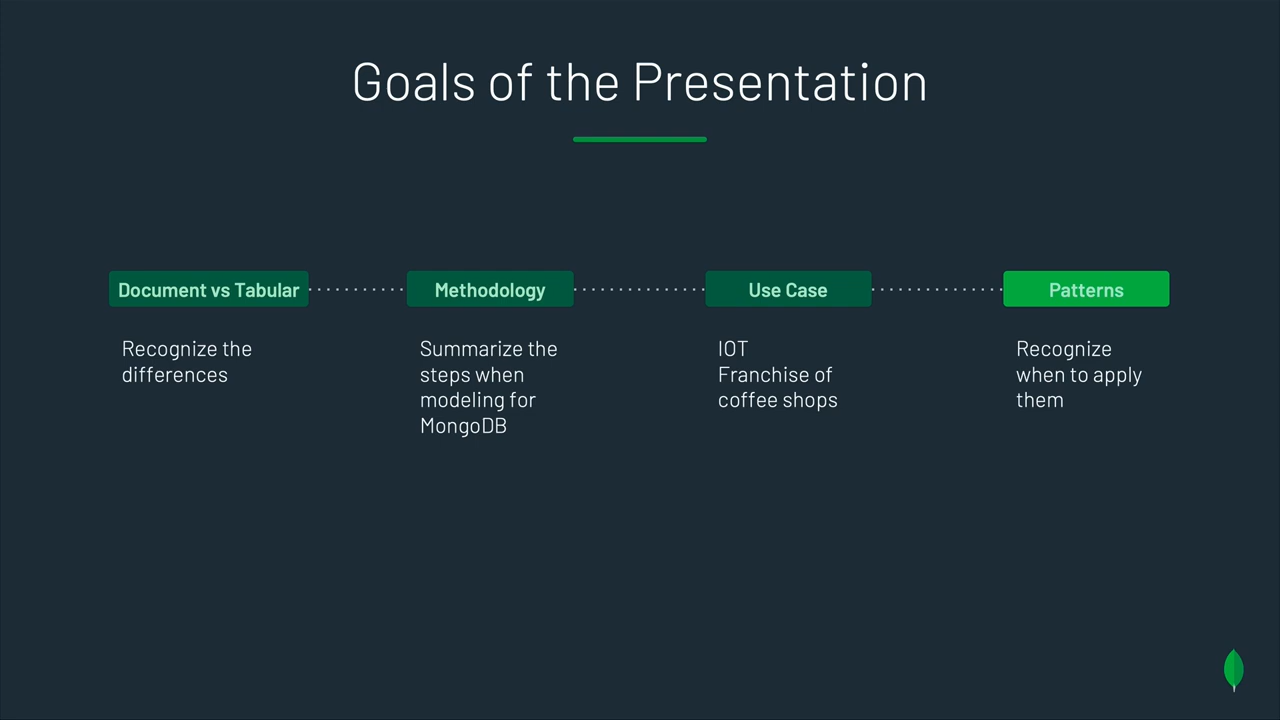 Goals of the Presentation
Document vs Tabular
Recognize the
differences
Methodology
Summarize the
steps when
modeling for
MongoDB
Use Case
IOT
Franchise of
coffee shops
Patterns
Recognize
when to apply
them